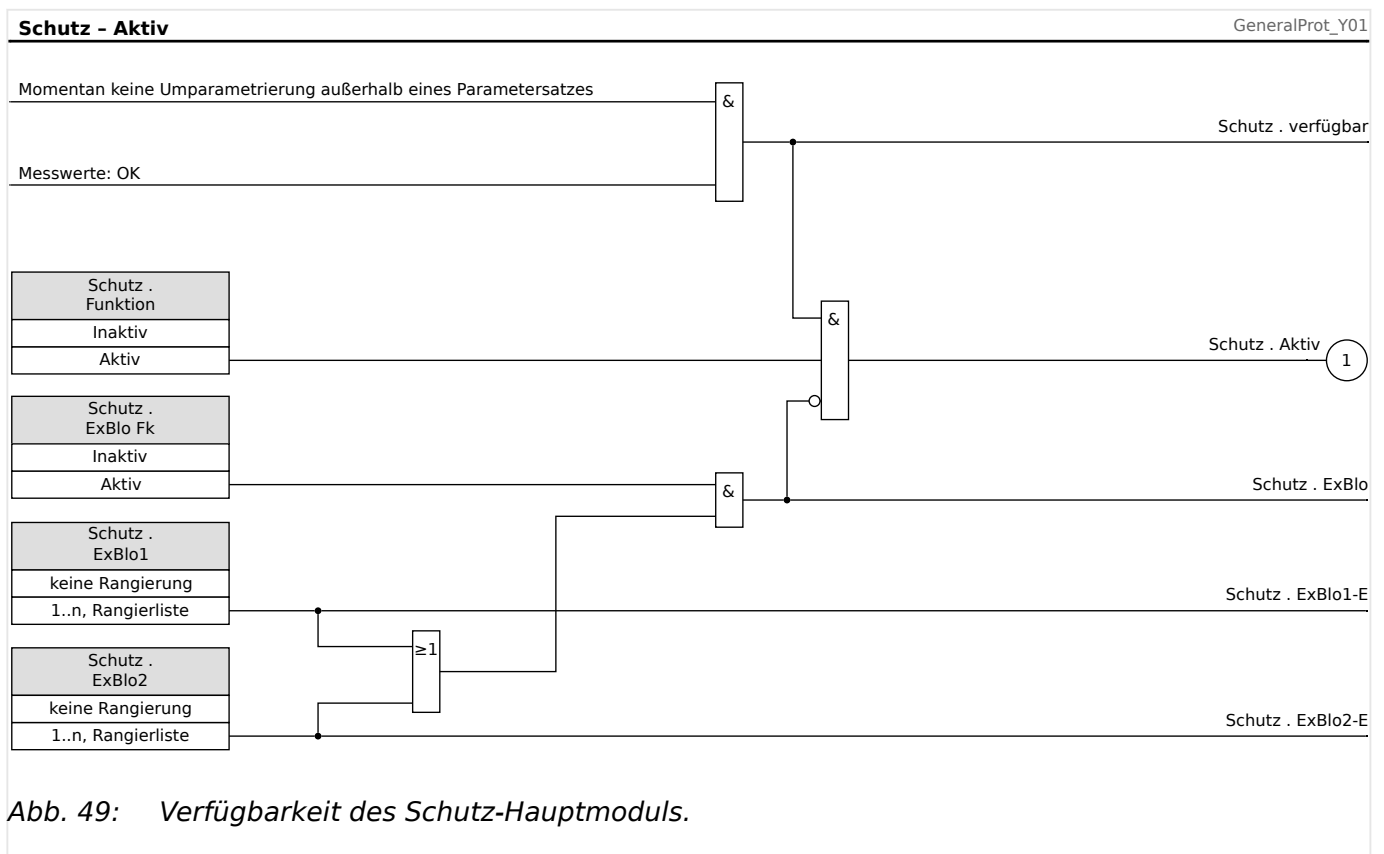 Schutz – Aktiv
GeneralProt_Y01
Momentan keine Umparametrierung außerhalb eines Parametersatzes
&
Schutz . verfügbar
Messwerte: OK
Schutz .
Funktion
Inaktiv
Aktiv
&
Schutz . Aktiv
1
Schutz .
ExBlo Fk
Inaktiv
Aktiv
&
Schutz . ExBlo
Schutz .
ExBlo1
keine Rangierung
1..n, Rangierliste
Schutz . ExBlo1-E
≥1
Schutz .
ExBlo2
keine Rangierung
1..n, Rangierliste
Schutz . ExBlo2-E
Abb. 49: Verfügbarkeit des Schutz-Hauptmoduls.